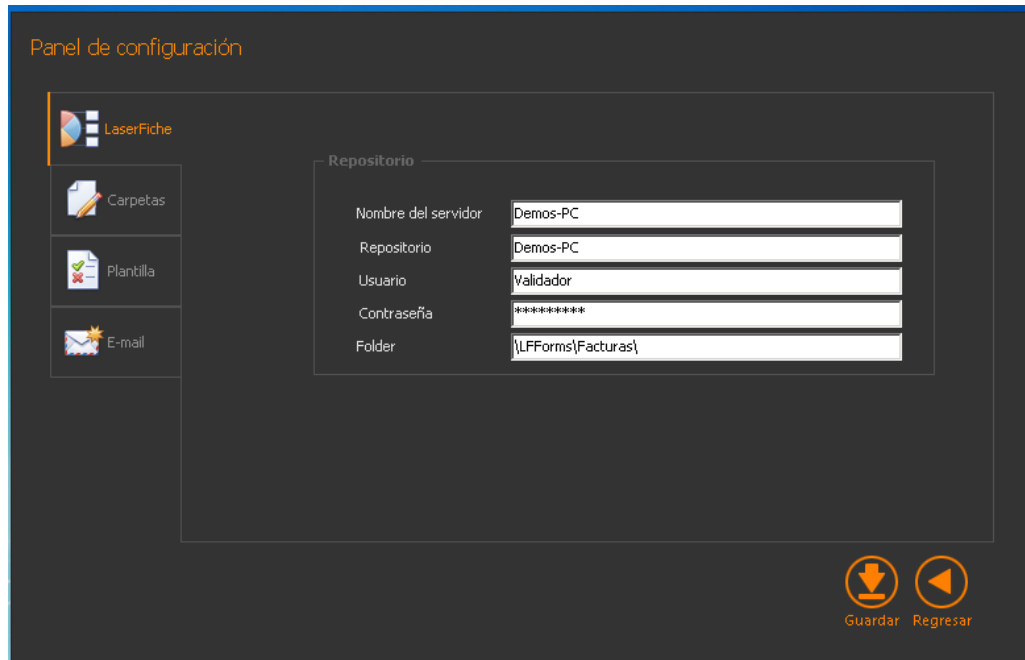 Panel de configuración
LaserFiche
Carpetas
Plantilla
E-mail
Repositorio
Nombre del servidor Demos-PC
Repositorio Demos-PC
Usuario Validador
Contraseña *********
Folder \LFForms\Facturas\
Guardar Regresar